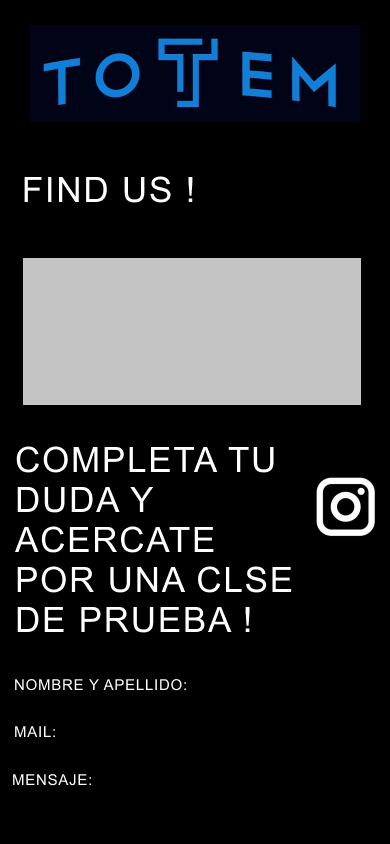 TOTEM
FIND US !
COMPLETA TU
DUDA Y
ACERCATE
POR UNA CLSE
DE PRUEBA !
NOMBRE Y APELLIDO:
MAIL:
MENSAJE: